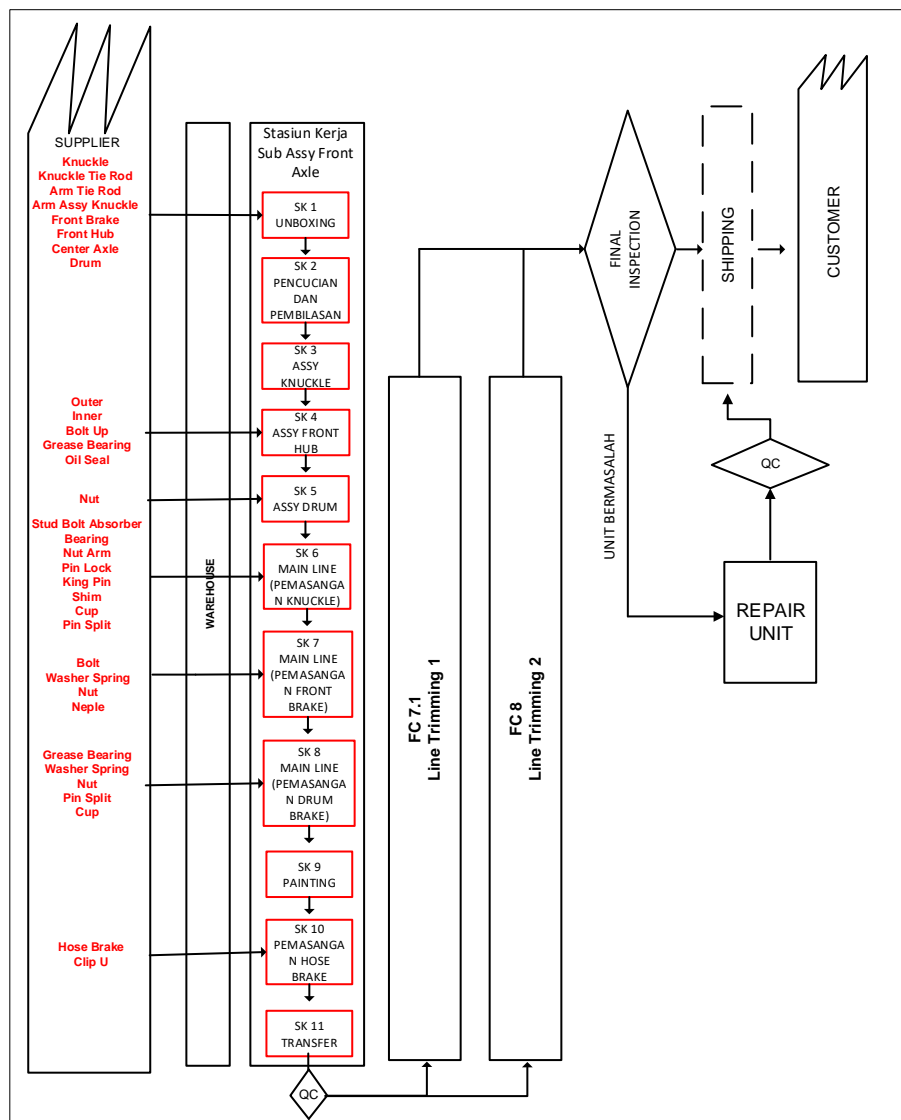 SUPPLIER
Knuckle
Knuckle Tie Rod
Arm Tie Rod
Arm Assy Knuckle
Front Brake
Front Hub
Center Axle
Drum
Outer
Inner
Bolt Up
Grease Bearing
Oil Seal
Nut
Stud Bolt Absorber
Bearing
Nut Arm
Pin Lock
King Pin
Shim
Cup
Pin Split
Bolt
Washer Spring
Nut
Neple
Grease Bearing
Washer Spring
Nut
Pin Split
Cup
Hose Brake
Clip U
WAREHOUSE
Stasiun Kerja
Sub Assy Front
Axle
SK 1
UNBOXING
SK 2
PENCUCIAN
DAN
PEMBILASAN
SK 3
ASSY
KNUCKLE
SK 4
ASSY FRONT
HUB
SK 5
ASSY DRUM
SK 6
MAIN LINE
(PEMASANGA
N KNUCKLE)
SK 7
MAIN LINE
(PEMASANGA
N FRONT
BRAKE)
SK 8
MAIN LINE
(PEMASANGA
N DRUM
BRAKE)
SK 9
PAINTING
SK 10
PEMASANGA
N HOSE
BRAKE
SK 11
TRANSFER
QC
FC 7.1
Line Trimming 1
FC 8
Line Trimming 2
FINAL
INSPECTION
UNIT BERMASALAH
SHIPPING
CUSTOMER
QC
REPAIR
UNIT